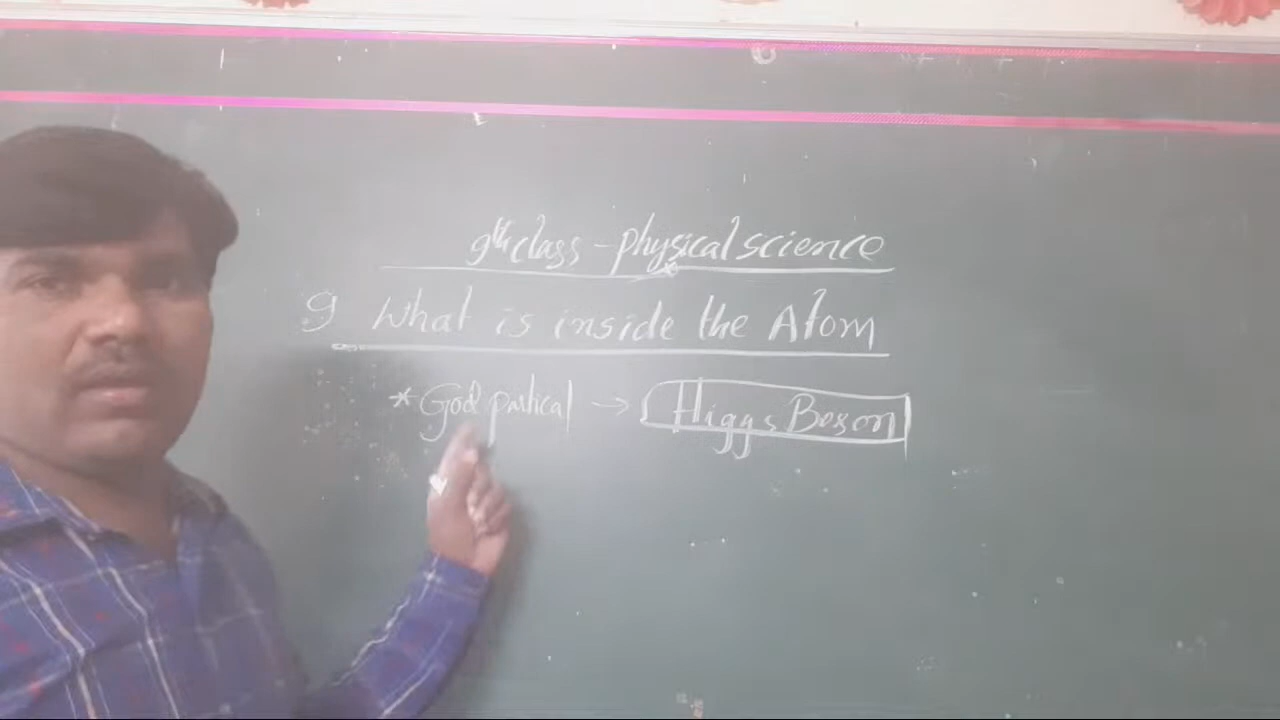 9th class - physical science
9 What is inside the Atom
* God partical → Higgs Boson